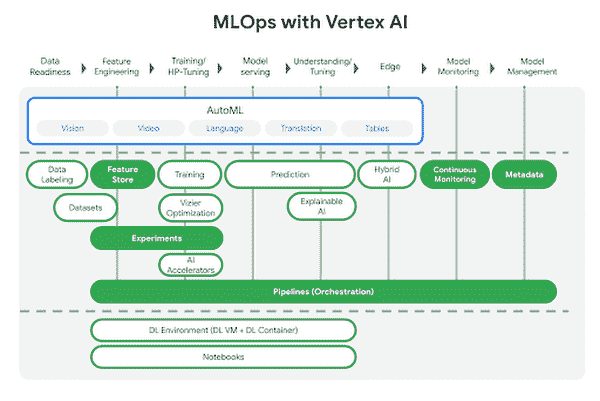 MLOps with Vertex AI
Data
Readiness
Feature
Engineering
Training/
HP-Tuning
Model
serving
Understanding/
Tuning
Edge
Model
Monitoring
Model
Management
AutoML
Vision
Video
Language
Translation
Tables
Data
Labeling
Feature
Store
Training
Prediction
Hybrid
AI
Continuous
Monitoring
Metadata
Datasets
Vizier
Optimization
Explainable
AI
Experiments
AI
Accelerators
Pipelines (Orchestration)
DL Environment (DL VM + DL Container)
Notebooks